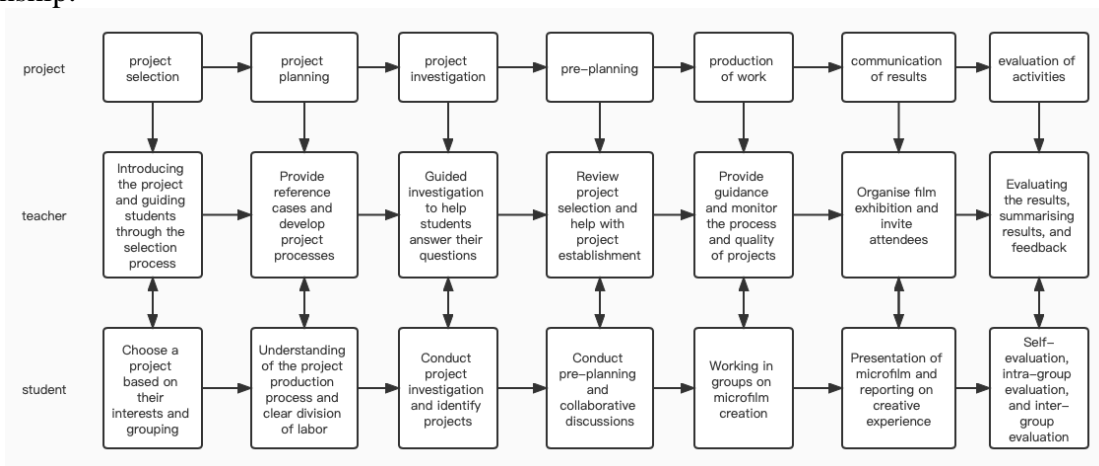 project
project
selection
project
planning
project
investigation
pre-planning
production
of work
communication
of results
evaluation of
activities
teacher
Introducing
the project
and guiding
students
through the
selection
process
Provide
reference
cases and
develop
project
processes
Guided
investigation
to help
students
answer their
questions
Review
project
selection and
help with
project
establishment
Provide
guidance
and monitor
the process
and quality
of projects
Organise film
exhibition and
invite
attendees
Evaluating
the results,
summarising
results, and
feedback
student
Choose a
project
based on
their
interests and
grouping
Understanding
of the project
production
process and
clear division
of labor
Conduct
project
investigation
and identify
projects
Conduct
pre-planning
and
collaborative
discussions
Working in
groups on
microfilm
creation
Presentation of
microfilm and
reporting on
creative
experience
Self-
evaluation,
intra-group
evaluation,
and inter-
group
evaluation